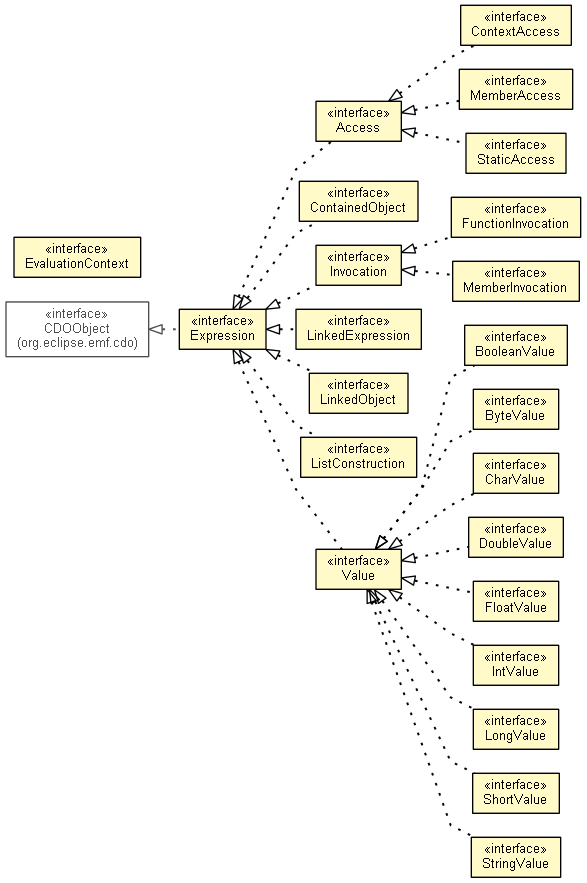 «interface»
ContextAccess
«interface»
MemberAccess
«interface»
Access
«interface»
StaticAccess
«interface»
ContainedObject
«interface»
FunctionInvocation
«interface»
EvaluationContext
«interface»
Invocation
«interface»
MemberInvocation
«interface»
CDOObject
(org.eclipse.emf.cdo)
«interface»
Expression
«interface»
LinkedExpression
«interface»
BooleanValue
«interface»
LinkedObject
«interface»
ByteValue
«interface»
ListConstruction
«interface»
CharValue
«interface»
DoubleValue
«interface»
Value
«interface»
FloatValue
«interface»
IntValue
«interface»
LongValue
«interface»
ShortValue
«interface»
StringValue